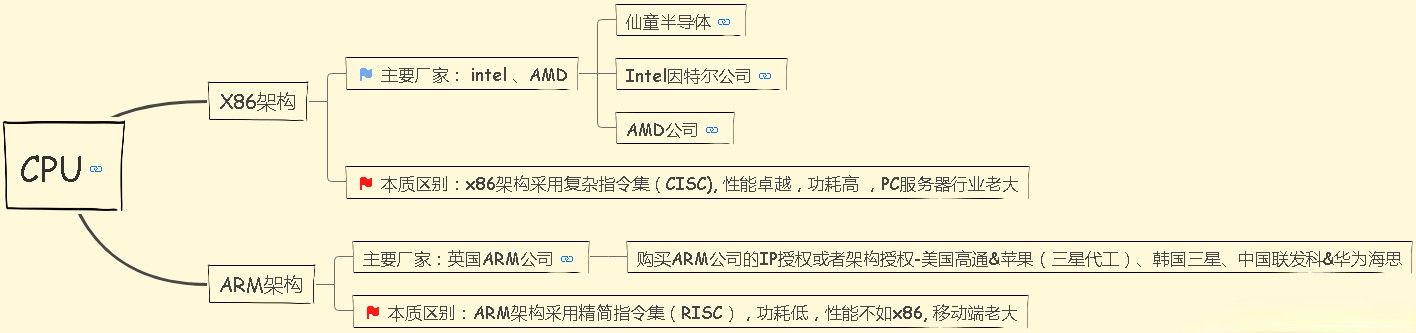 CPU
X86架构
主要厂家： intel 、AMD
仙童半导体
Intel因特尔公司
AMD公司
本质区别：x86架构采用复杂指令集（CISC), 性能卓越，功耗高 ，PC服务器行业老大
ARM架构
主要厂家：英国ARM公司
购买ARM公司的IP授权或者架构授权-美国高通&苹果（三星代工）、韩国三星、中国联发科&华为海思
本质区别：ARM架构采用精简指令集（RISC），功耗低，性能不如x86, 移动端老大